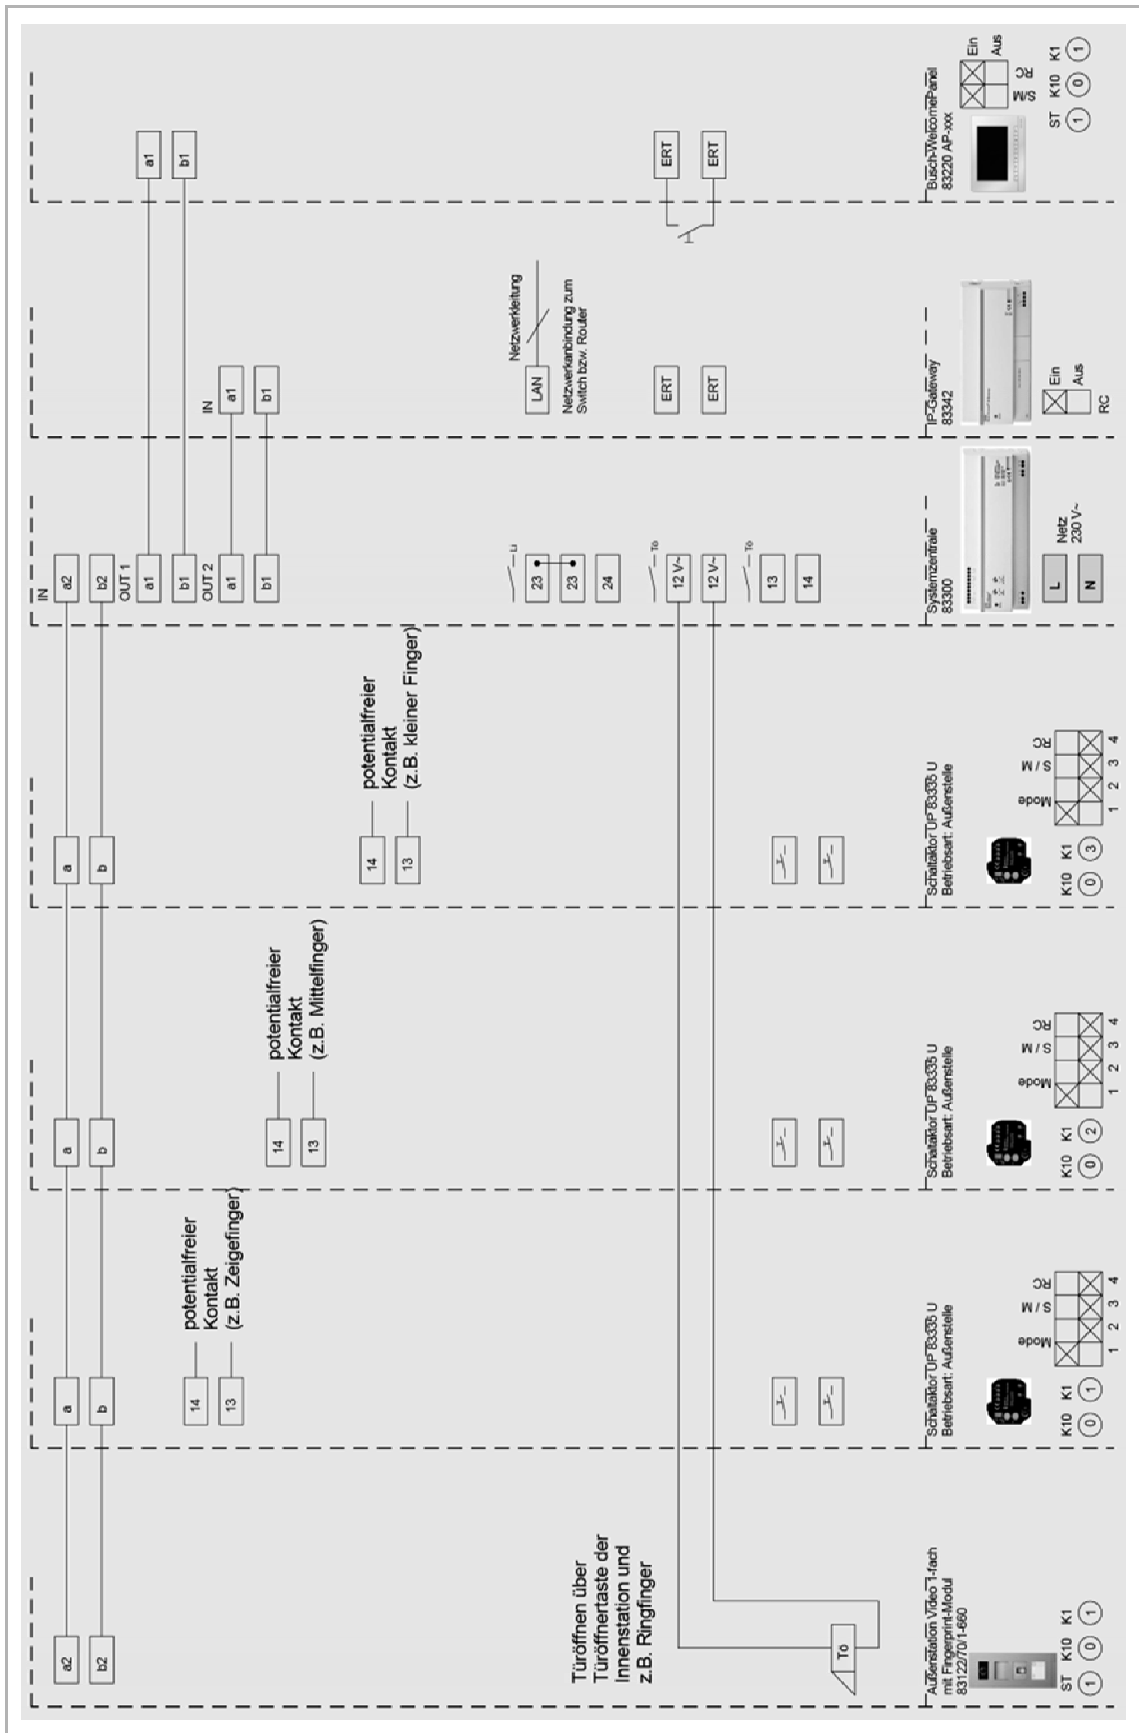 a2
b2
Türöffnen über
Türöffnertaste der
Innenstation und
z.B. Ringfinger
Tö
Außenstation Video 1-fach
mit Fingerprint-Modul
83122/70/1-660
ST K10 K1
1 0 1
a
b
14
13
potentialfreier
Kontakt
(z.B. Zeigefinger)
Schaltaktor UP 83335 U
Betriebsart: Außenstelle
K10 K1
0 1
Mode S / M RC
1 2 3 4
a
b
14
13
potentialfreier
Kontakt
(z.B. Mittelfinger)
Schaltaktor UP 83335 U
Betriebsart: Außenstelle
K10 K1
0 2
Mode S / M RC
1 2 3 4
a
b
14
13
potentialfreier
Kontakt
(z.B. kleiner Finger)
Schaltaktor UP 83335 U
Betriebsart: Außenstelle
K10 K1
0 3
Mode S / M RC
1 2 3 4
IN
a2
b2
OUT 1
a1
b1
OUT 2
a1
b1
Li
23
23
24
Tö
12 V~
12 V~
Tö
13
14
Systemzentrale
83300
L
N
Netz
230 V~
IN
a1
b1
LAN
Netzwerkleitung
Netzwerkanbindung zum
Switch bzw. Router
ERT
ERT
IP-Gateway
83342
Ein
Aus
RC
a1
b1
ERT
ERT
Busch-WelcomePanel
83220 AP-xxx
S/M RC
Ein
Aus
ST K10 K1
1 0 1